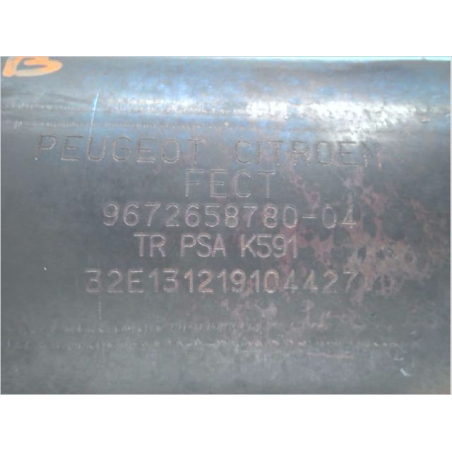 B
PEUGEOT CITROEN
FECT
9672658780-04
TR PSA K591
32E131219104427